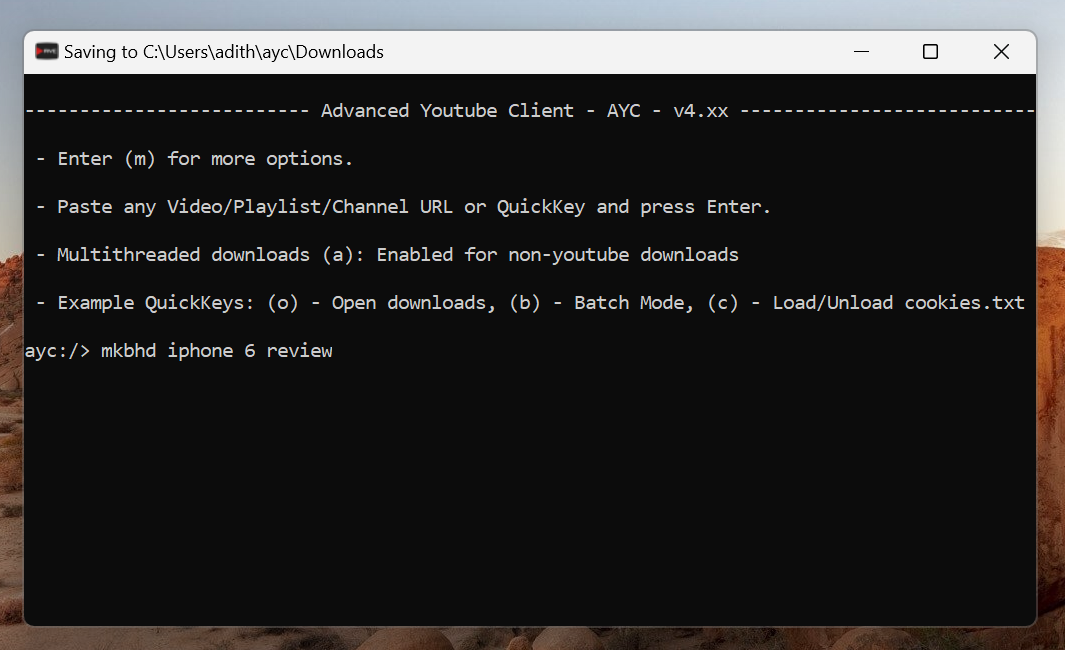 Saving to C:\Users\adith\ayc\Downloads
-------------------------- Advanced Youtube Client - AYC - v4.xx ---------------------------
- Enter (m) for more options.
- Paste any Video/Playlist/Channel URL or QuickKey and press Enter.
- Multithreaded downloads (a): Enabled for non-youtube downloads
- Example QuickKeys: (o) - Open downloads, (b) - Batch Mode, (c) - Load/Unload cookies.txt
ayc:/> mkbhd iphone 6 review